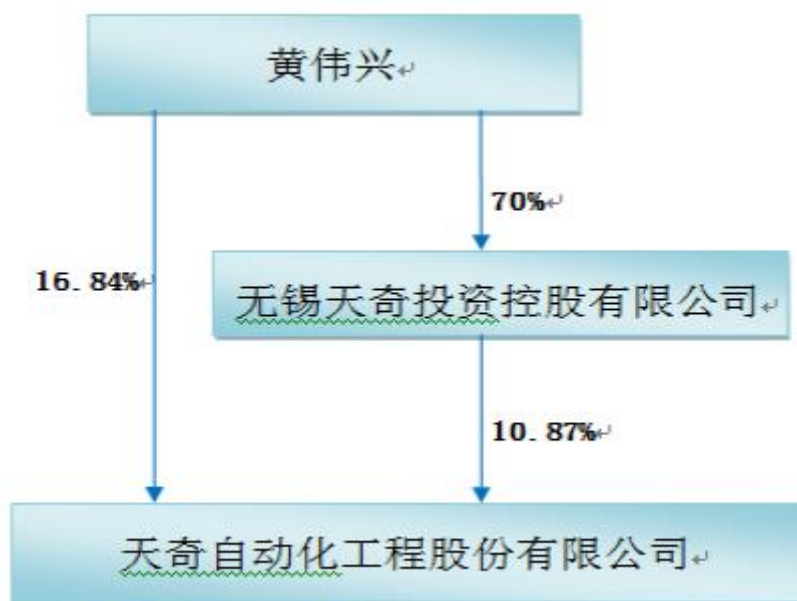 黄伟兴
70%
16.84%
无锡天奇投资控股有限公司
10.87%
天奇自动化工程股份有限公司